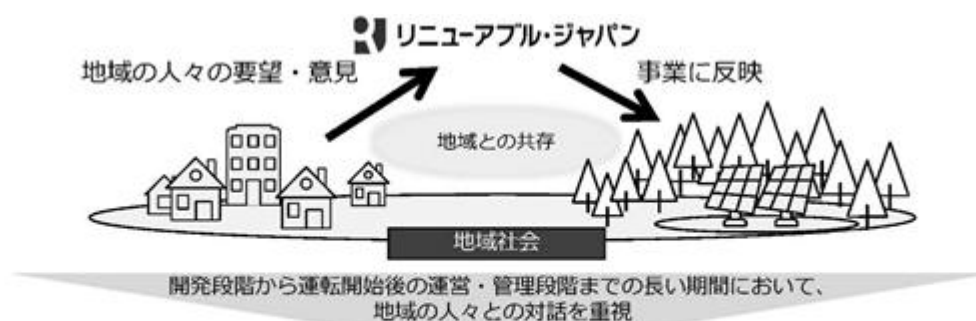 リニューアブル・ジャパン
地域の人々の要望・意見
事業に反映
地域との共存
地域社会
開発段階から運転開始後の運営・管理段階までの長い期間において、
地域の人々との対話を重視